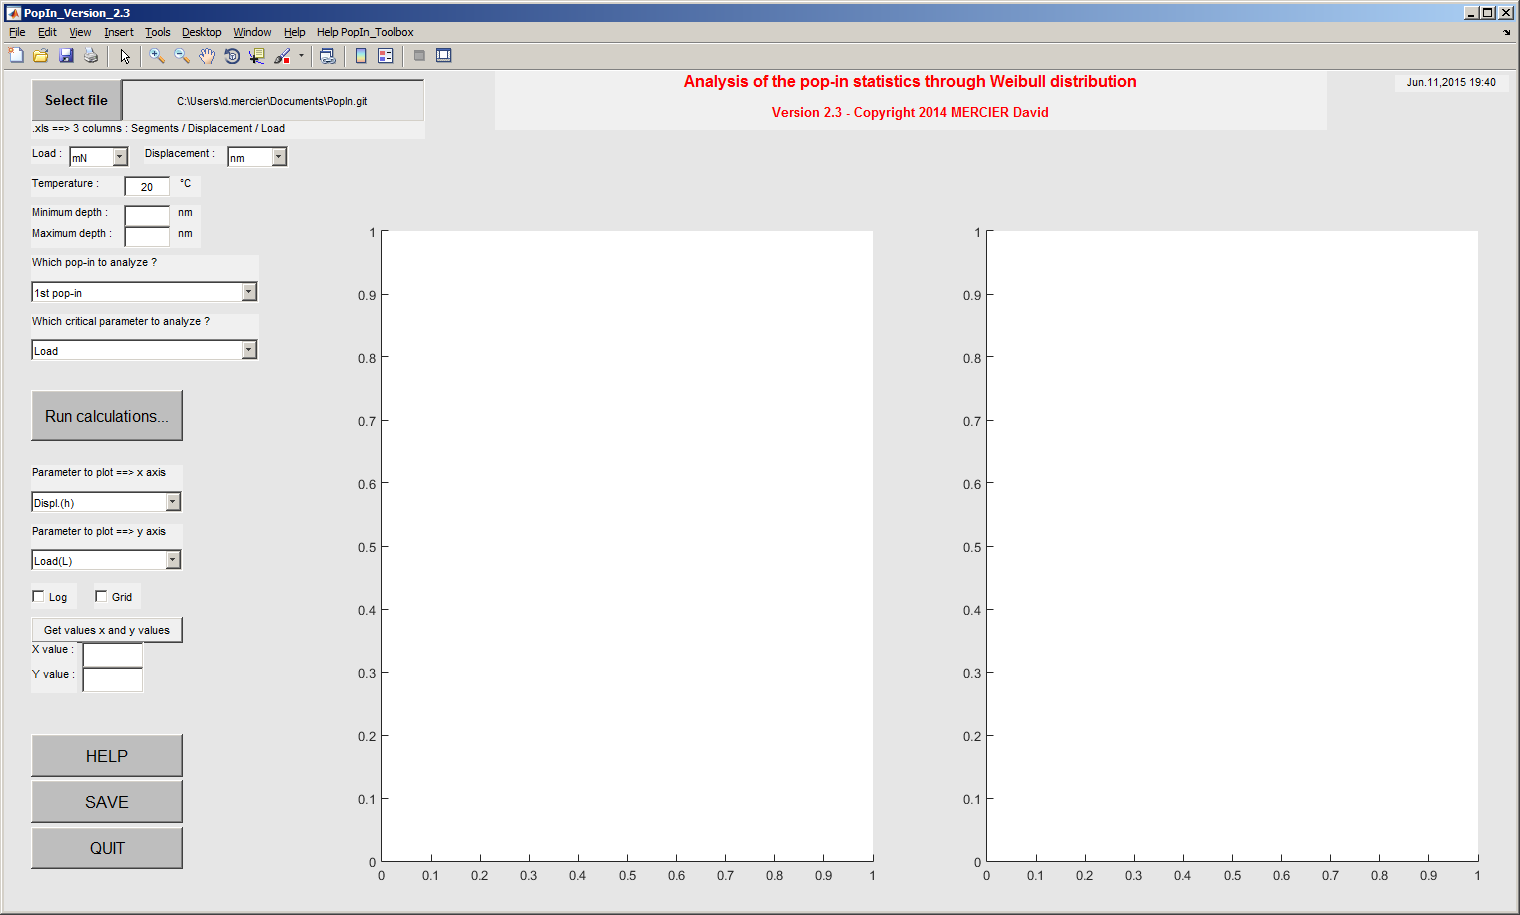 PopIn_Version_2.3
File Edit View Insert Tools Desktop Window Help Help PopIn_Toolbox
Select file
C:\Users\d.mercier\Documents\PopIn.git
.xls ==> 3 columns : Segments / Displacement / Load
Analysis of the pop-in statistics through Weibull distribution
Version 2.3 - Copyright 2014 MERCIER David
Jun.11,2015 19:40
Load : mN Displacement : nm
Temperature : 20 °C
Minimum depth : nm
Maximum depth : nm
Which pop-in to analyze ?
1st pop-in
Which critical parameter to analyze ?
Load
Run calculations...
Parameter to plot ==> x axis
Displ.(h)
Parameter to plot ==> y axis
Load(L)
Log Grid
Get values x and y values
X value :
Y value :
HELP
SAVE
QUIT
1
0.9
0.8
0.7
0.6
0.5
0.4
0.3
0.2
0.1
0
0 0.1 0.2 0.3 0.4 0.5 0.6 0.7 0.8 0.9 1
1
0.9
0.8
0.7
0.6
0.5
0.4
0.3
0.2
0.1
0
0 0.1 0.2 0.3 0.4 0.5 0.6 0.7 0.8 0.9 1